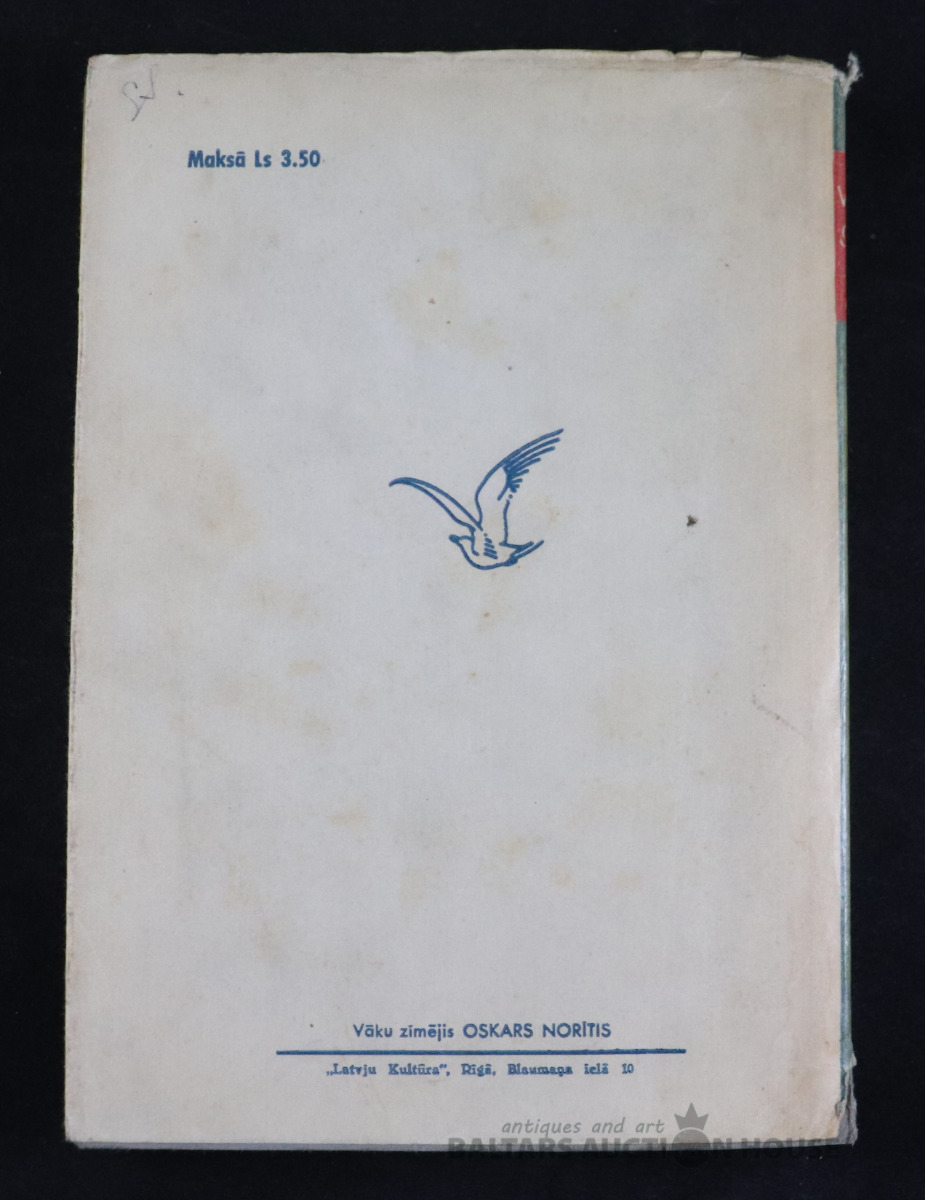 Maksā Ls 3.50
Vāku zīmējis OSKARS NORĪTIS
„Latvju Kultūra”, Rīgā, Blaumaņa ielā 10
antiques and art
BALTARS AUCTION HOUSE